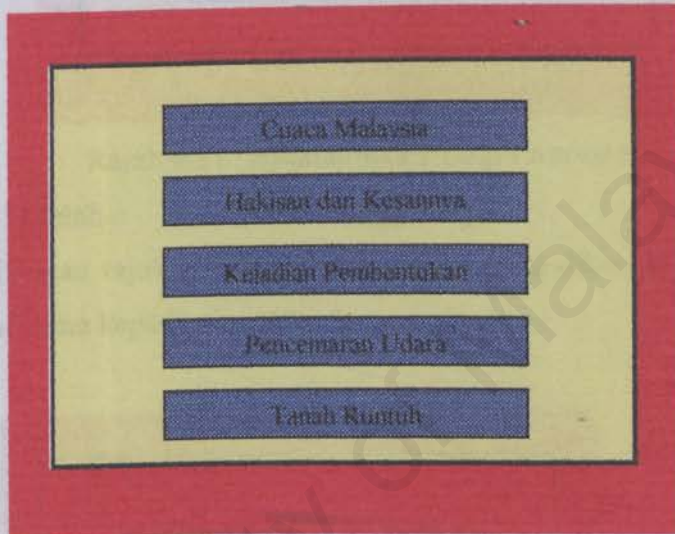 Cuaca Malaysia
Hakisan dan Kesannya
Kejadian Pembentukan
Pencemaran Udara
Tanah Runtuh